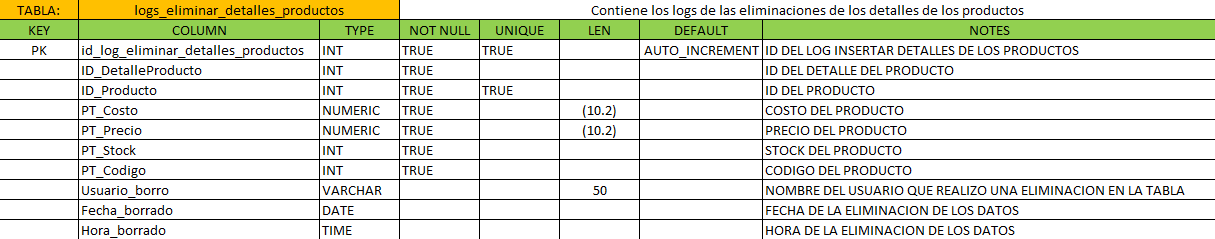 TABLA: logs_eliminar_detalles_productos Contiene los logs de las eliminaciones de los detalles de los productos
KEY COLUMN TYPE NOT NULL UNIQUE LEN DEFAULT NOTES
PK id_log_eliminar_detalles_productos INT TRUE TRUE AUTO_INCREMENT ID DEL LOG INSERTAR DETALLES DE LOS PRODUCTOS
ID_DetalleProducto INT TRUE ID DEL DETALLE DEL PRODUCTO
ID_Producto INT TRUE TRUE ID DEL PRODUCTO
PT_Costo NUMERIC TRUE (10.2) COSTO DEL PRODUCTO
PT_Precio NUMERIC TRUE (10.2) PRECIO DEL PRODUCTO
PT_Stock INT TRUE STOCK DEL PRODUCTO
PT_Codigo INT TRUE CODIGO DEL PRODUCTO
Usuario_borro VARCHAR 50 NOMBRE DEL USUARIO QUE REALIZO UNA ELIMINACION EN LA TABLA
Fecha_borrado DATE FECHA DE LA ELIMINACION DE LOS DATOS
Hora_borrado TIME HORA DE LA ELIMINACION DE LOS DATOS